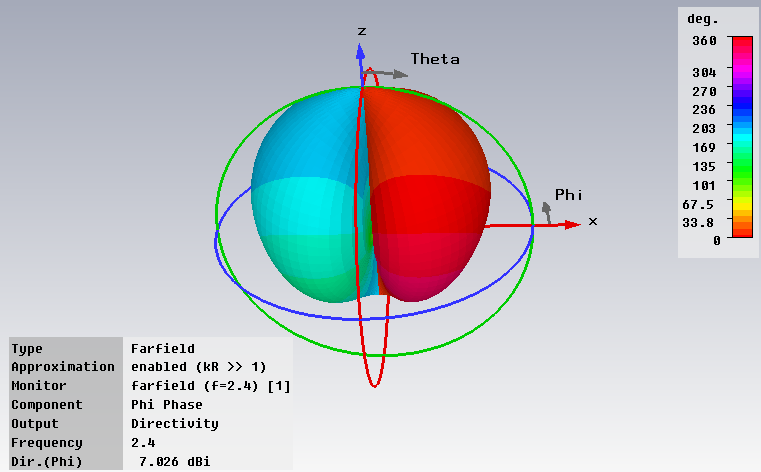 z
Theta
Phi
x
deg.
360
304
270
236
203
169
135
101
67.5
33.8
0
Type Farfield
Approximation enabled (kR >> 1)
Monitor farfield (f=2.4) [1]
Component Phi Phase
Output Directivity
Frequency 2.4
Dir.(Phi) 7.026 dBi